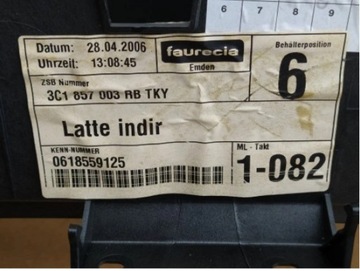 6 7 8 9
Datum: 28.04.2006
faurecia
Behälterposition
Uhrzeit: 13:08:45
Emden
6
ZSB Nummer
3C1 857 003 RB TKY
Latte indir
KENN-NUMMER
ML - Takt
0618559125
1-082